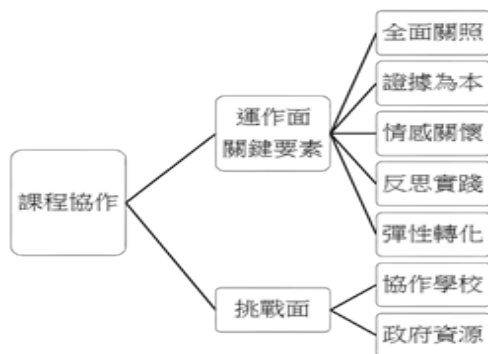 課程協作
運作面
關鍵要素
全面關照
證據為本
情感關懷
反思實踐
彈性轉化
挑戰面
協作學校
政府資源